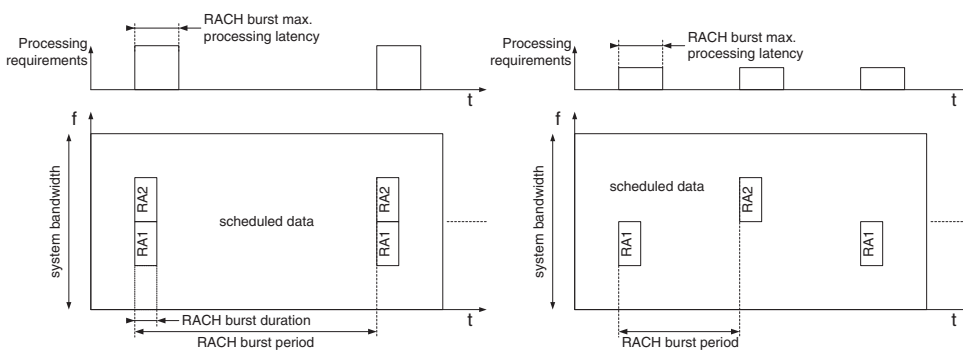 RACH burst max.
processing latency
Processing
requirements
t
f
system bandwidth
RA2
RA1
scheduled data
RA2
RA1
RACH burst duration
t
RACH burst period
RACH burst max.
processing latency
Processing
requirements
t
f
system bandwidth
scheduled data
RA2
RA1
RA1
t
RACH burst period